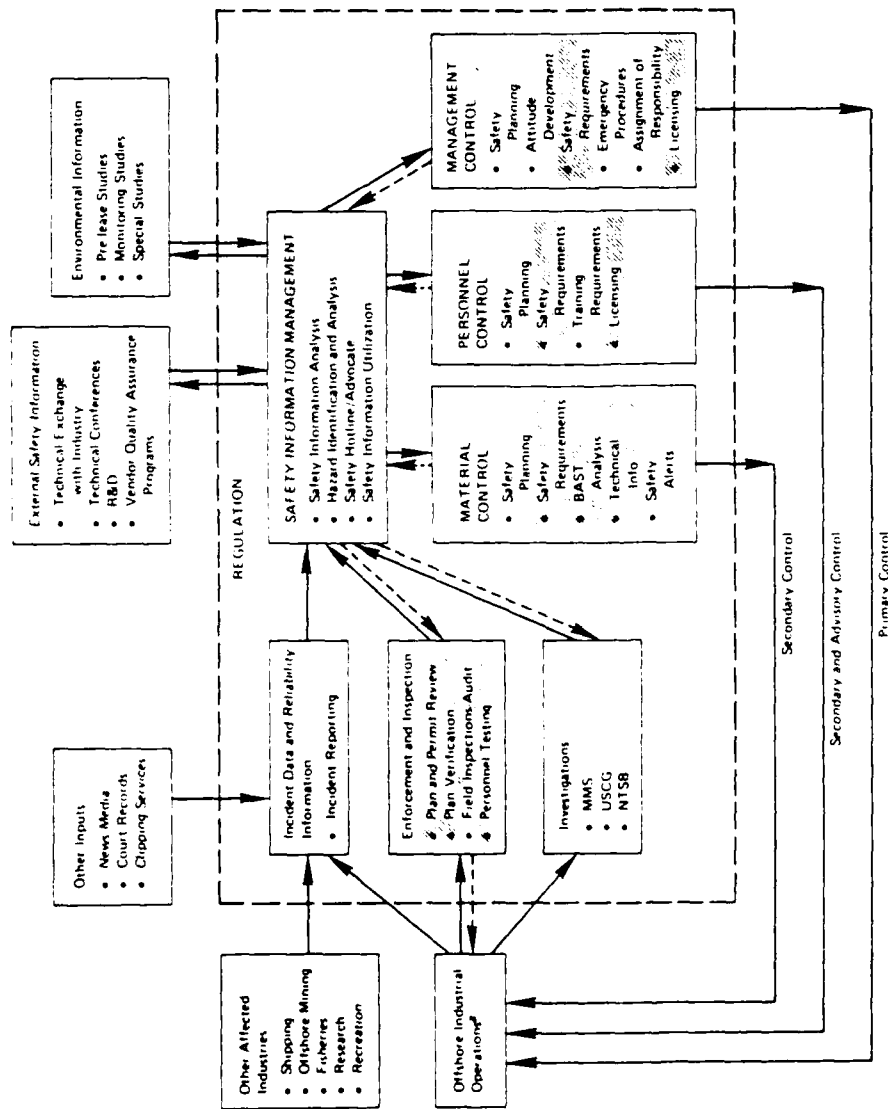 Other Inputs
• News Media
• Court Records
• Clipping Services
External Safety Information
• Technical Exchange
with Industry
• Technical Conferences
• R&D
• Vendor Quality Assurance
Programs
Environmental Information
• Pre lease Studies
• Monitoring Studies
• Special Studies
REGULATION
Other Affected
Industries
• Shipping
• Offshore Mining
• Fisheries
• Research
• Recreation
Incident Data and Reliability
Information
• Incident Reporting
SAFETY INFORMATION MANAGEMENT
• Safety Information Analysis
• Hazard Identification and Analysis
• Safety Hotline/Advocate
• Safety Information Utilization
Enforcement and Inspection
• Plan and Permit Review
• Plan Verification
• Field Inspections Audit
• Personnel Testing
Offshore Industrial
Operations
Investigations
• MMS
• USCG
• NTSB
MATERIAL
CONTROL
• Safety
Planning
• Safety
Requirements
• BAST
Analysis
• Technical
Info
• Safety
Alerts
PERSONNEL
CONTROL
• Safety
Planning
• Safety
Requirements
• Training
Requirements
• Licensing
MANAGEMENT
CONTROL
• Safety
Planning
• Attitude
Development
• Safety
Requirements
• Emergency
Procedures
• Assignment of
Responsibility
• Licensing
Secondary Control
Secondary and Advisory Control
Primary Control